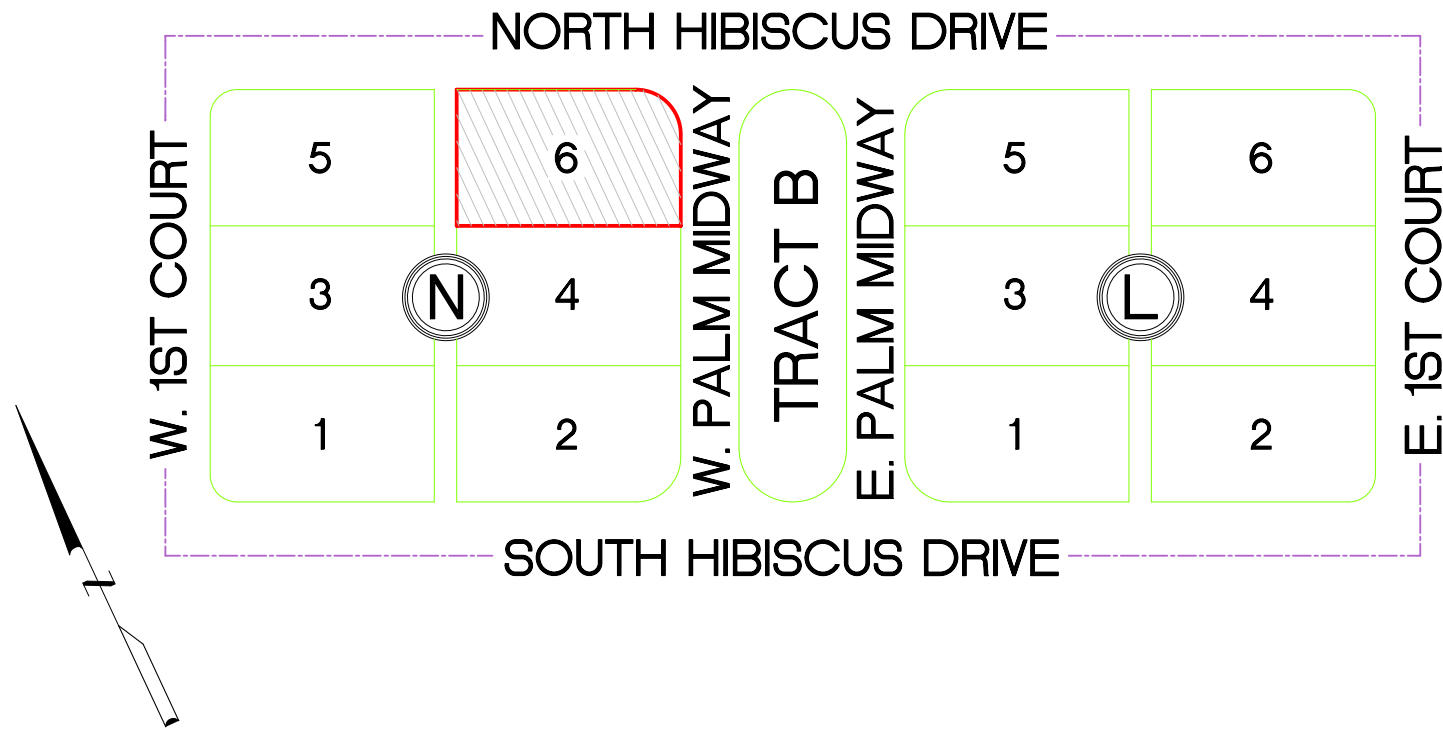 NORTH HIBISCUS DRIVE
W. 1ST COURT
5
6
3
N
4
1
2
W. PALM MIDWAY
TRACT B
E. PALM MIDWAY
5
6
3
L
4
1
2
E. 1ST COURT
SOUTH HIBISCUS DRIVE
N